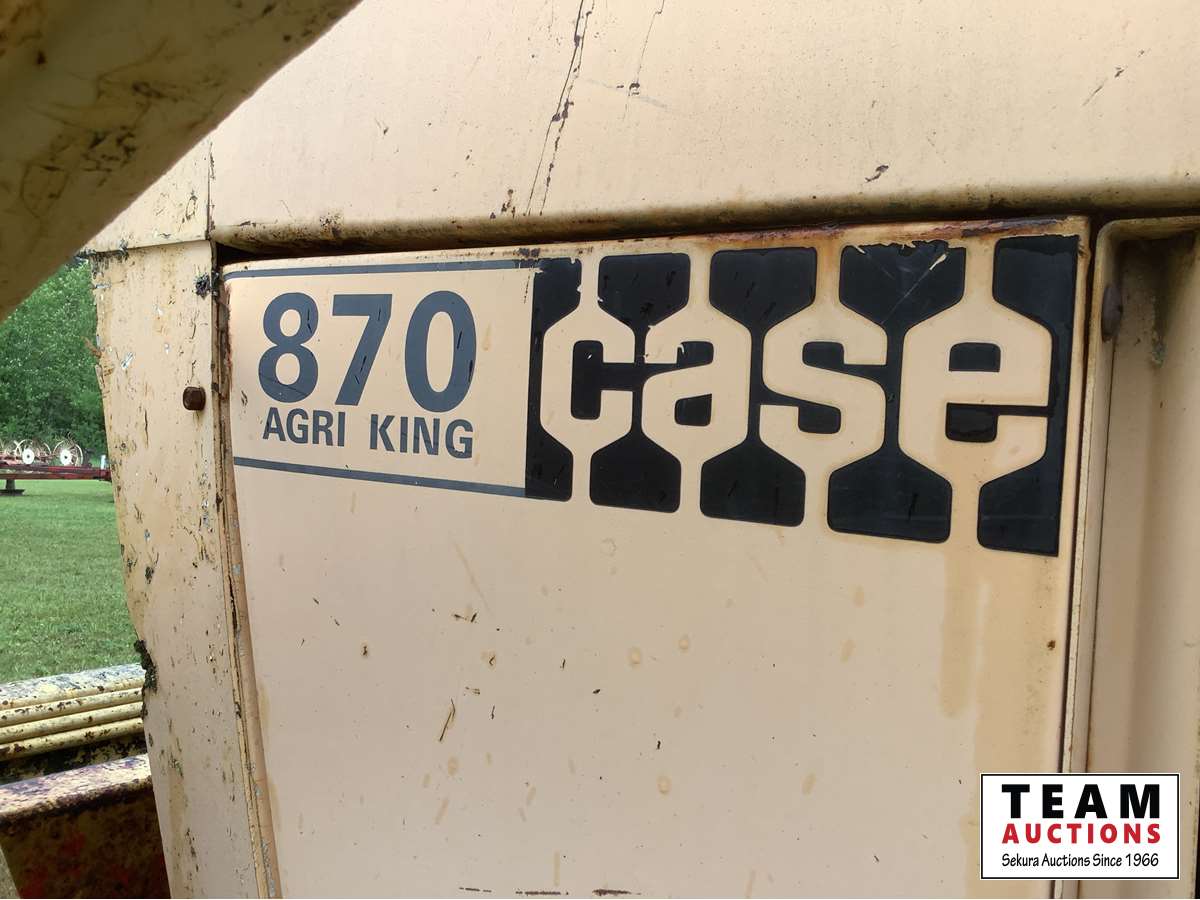 870
AGRI KING
case
TEAM
AUCTIONS
Sekura Auctions Since 1966